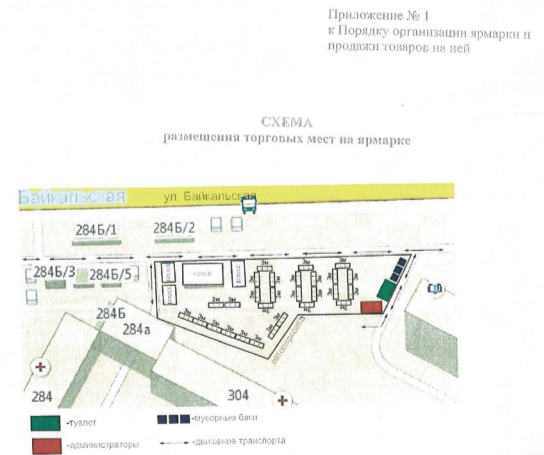 Приложение № 1
к Порядку организации ярмарки и
продажи товаров на ней
СХЕМА
размещения торговых мест на ярмарке
Байкальская
ул. Байкальская
284Б/1
284Б/2
284Б/3
284Б/5
284Б
284а
284
304
автопарковка
-туалет
-мусорные баки
-администраторы
-движение транспорта